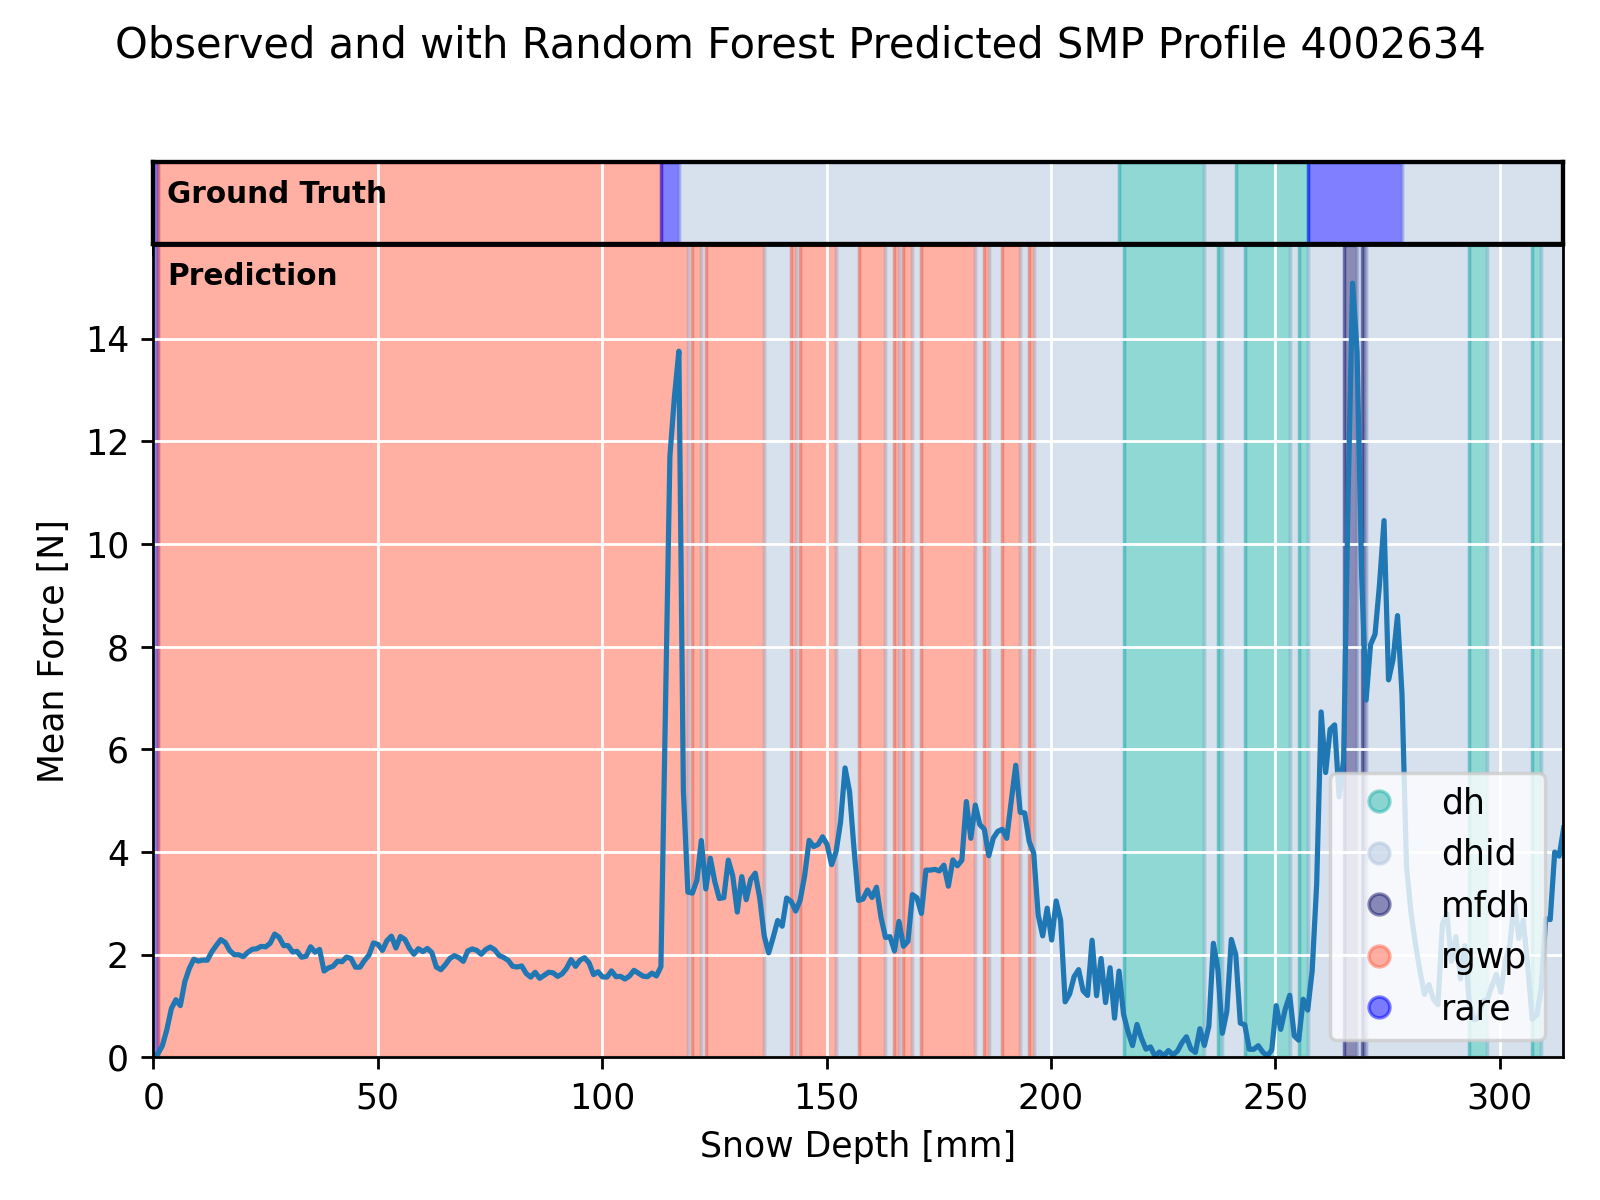 Observed and with Random Forest Predicted SMP Profile 4002634
Ground Truth
Prediction
14
12
10
8
6
4
2
0
Mean Force [N]
dh
dhid
mfdh
rgwp
rare
0 50 100 150 200 250 300
Snow Depth [mm]